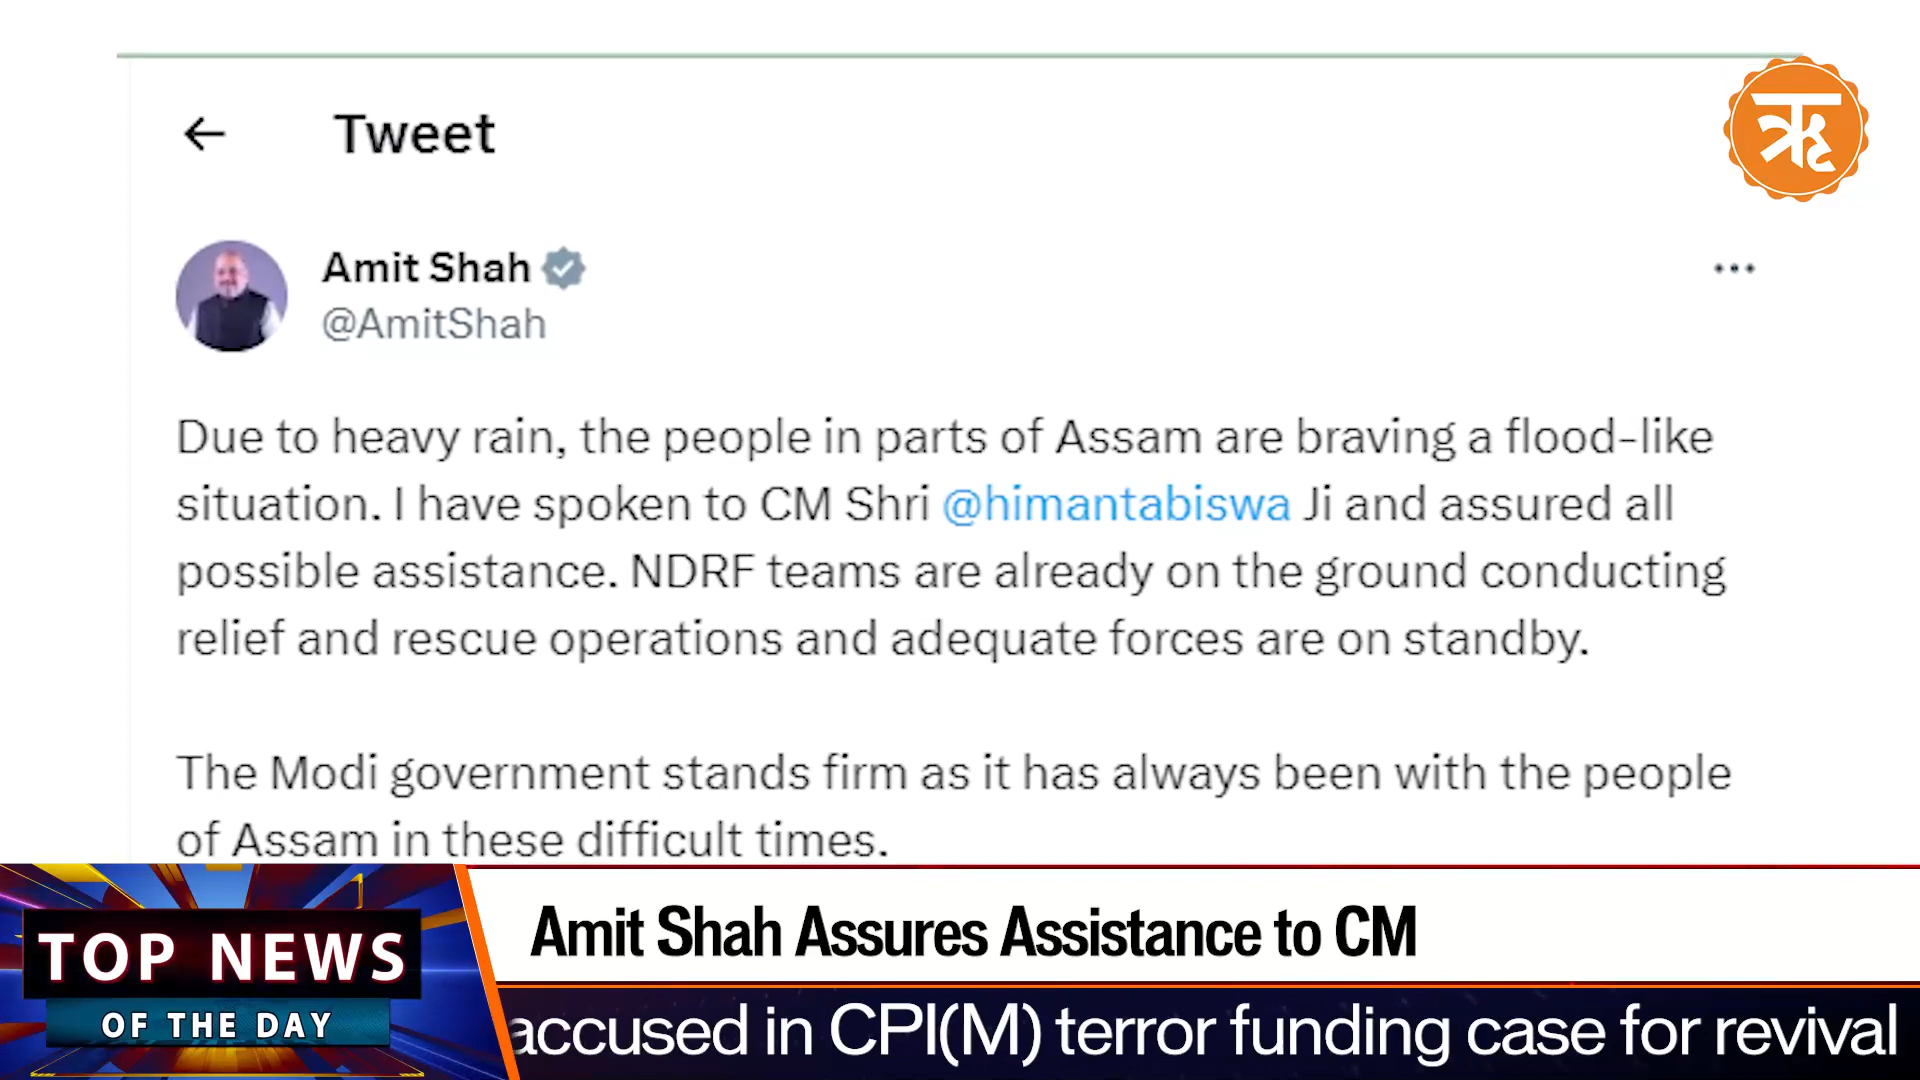 Tweet
ऋ
Amit Shah
@AmitShah
Due to heavy rain, the people in parts of Assam are braving a flood-like
situation. I have spoken to CM Shri @himantabiswa Ji and assured all
possible assistance. NDRF teams are already on the ground conducting
relief and rescue operations and adequate forces are on standby.
The Modi government stands firm as it has always been with the people
of Assam in these difficult times.
TOP NEWS
OF THE DAY
Amit Shah Assures Assistance to CM
accused in CPI(M) terror funding case for revival